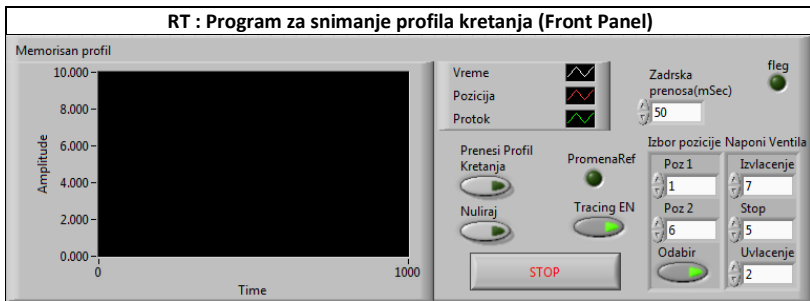 RT : Program za snimanje profila kretanja (Front Panel)
Memorisan profil
10.000
8.000
6.000
4.000
2.000
0.000
Amplitude
0
1000
Time
Vreme
Pozicija
Protok
Zadrska
prenosa(mSec)
50
fleg
Prenesi Profil
Kretanja
PromenaRef
Nuliraj
Tracing EN
STOP
Izbor pozicije
Poz 1
1
Poz 2
6
Odabir
Naponi Ventila
Izvlacenje
7
Stop
5
Uvlacenje
2